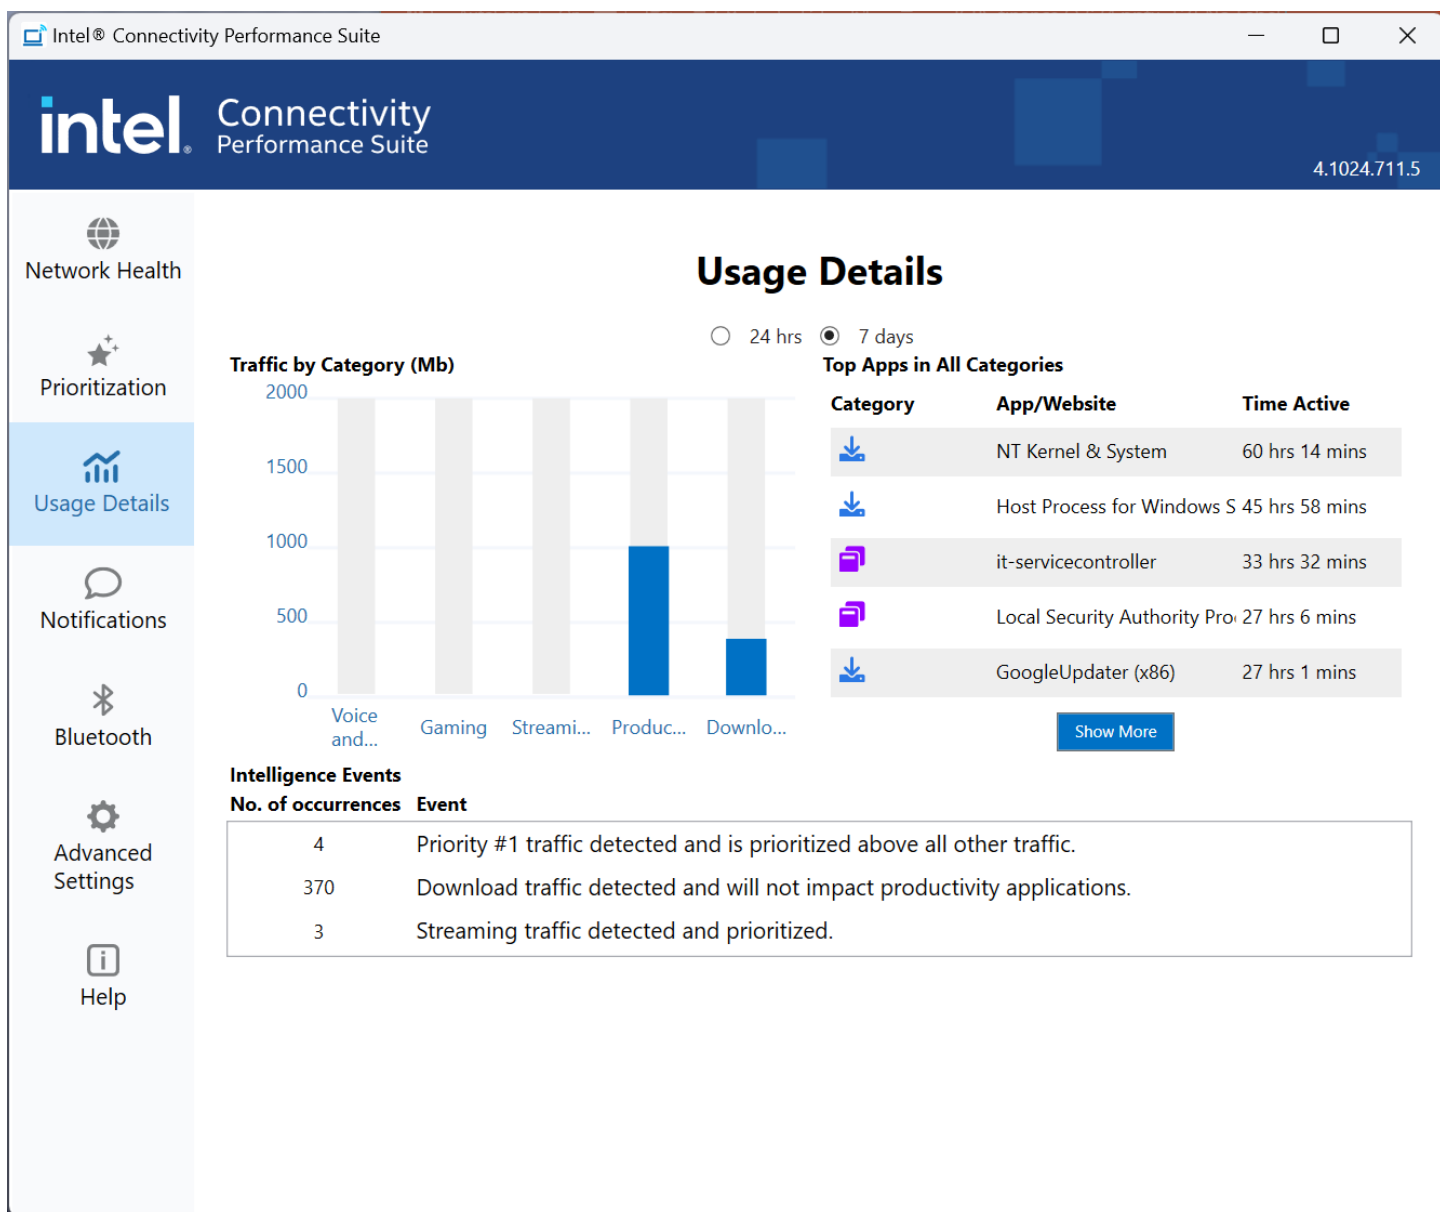 Intel® Connectivity Performance Suite
intel® Connectivity
Performance Suite
4.1024.711.5
Network Health
Prioritization
Usage Details
Notifications
Bluetooth
Advanced
Settings
Help
Usage Details
24 hrs 7 days
Traffic by Category (Mb)
2000
1500
1000
500
0
Voice
and...
Gaming
Streami...
Produc...
Downlo...
Top Apps in All Categories
Category App/Website Time Active
NT Kernel & System 60 hrs 14 mins
Host Process for Windows S 45 hrs 58 mins
it-servicecontroller 33 hrs 32 mins
Local Security Authority Pro 27 hrs 6 mins
GoogleUpdater (x86) 27 hrs 1 mins
Show More
Intelligence Events
No. of occurrences Event
4 Priority #1 traffic detected and is prioritized above all other traffic.
370 Download traffic detected and will not impact productivity applications.
3 Streaming traffic detected and prioritized.